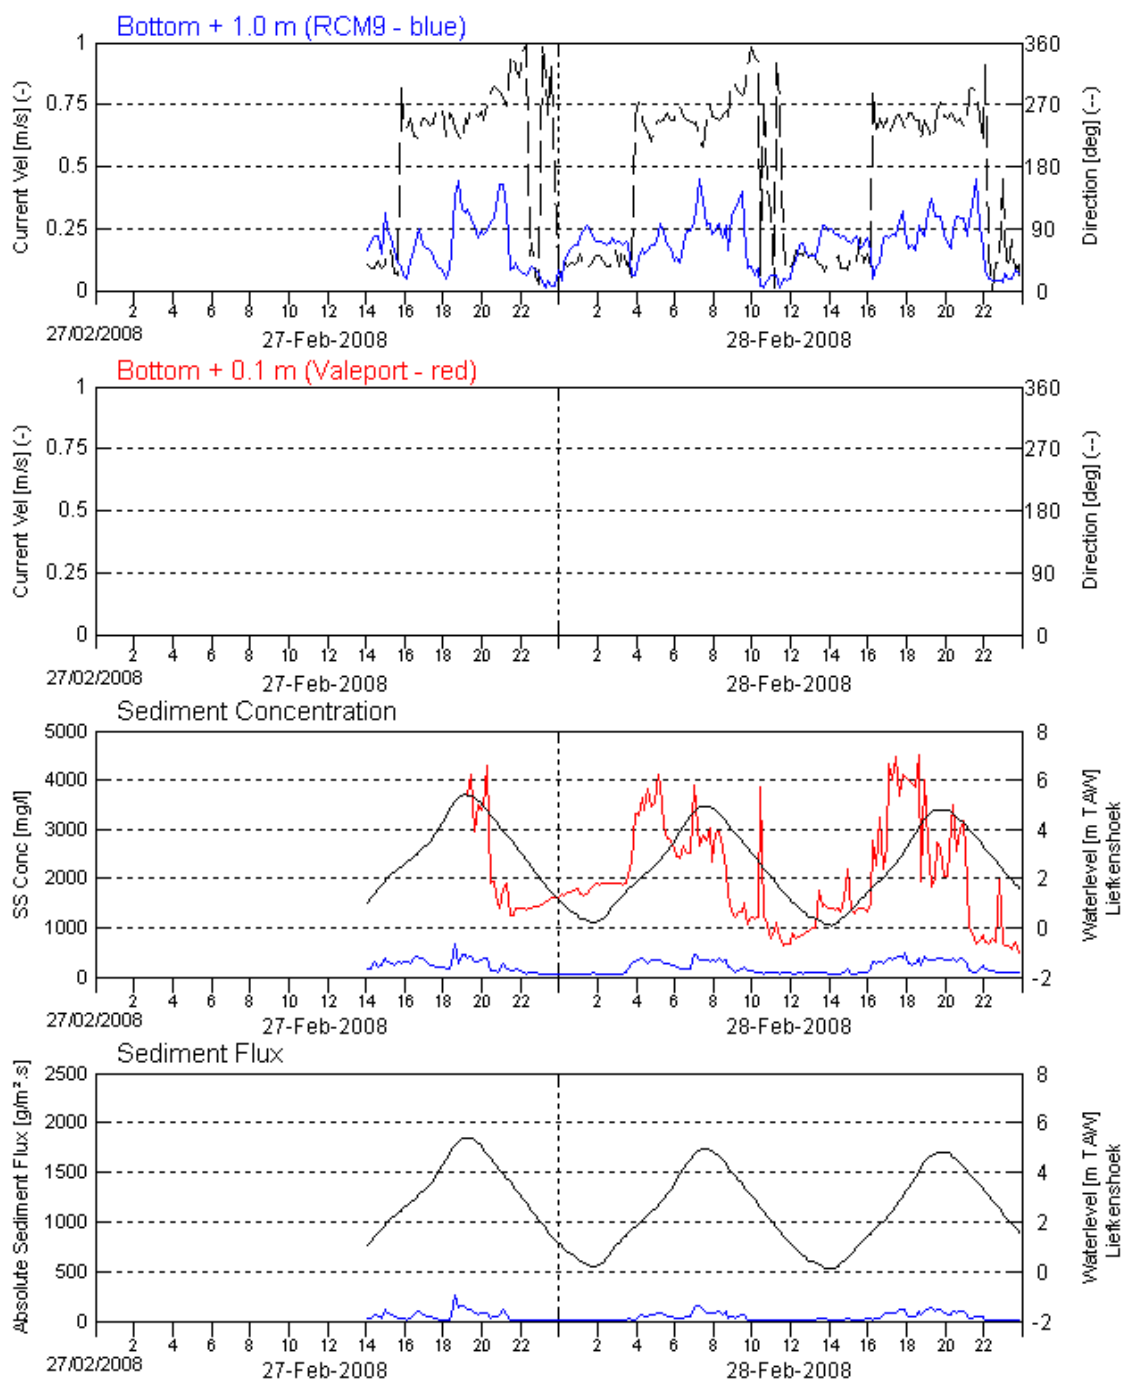 Bottom + 1.0 m (RCM9 - blue)
Current Vel [m/s] (-)
1
0.75
0.5
0.25
0
360
270
180
90
0
Direction [deg] (--)
2 4 6 8 10 12 14 16 18 20 22 2 4 6 8 10 12 14 16 18 20 22
27/02/2008
27-Feb-2008 28-Feb-2008
Bottom + 0.1 m (Valeport - red)
Current Vel [m/s] (-)
1
0.75
0.5
0.25
0
360
270
180
90
0
Direction [deg] (--)
2 4 6 8 10 12 14 16 18 20 22 2 4 6 8 10 12 14 16 18 20 22
27/02/2008
27-Feb-2008 28-Feb-2008
Sediment Concentration
SS Conc [mg/l]
5000
4000
3000
2000
1000
0
8
6
4
2
0
-2
Waterlevel [m TAW]
Liefkenshoek
2 4 6 8 10 12 14 16 18 20 22 2 4 6 8 10 12 14 16 18 20 22
27/02/2008
27-Feb-2008 28-Feb-2008
Sediment Flux
Absolute Sediment Flux [g/m².s]
2500
2000
1500
1000
500
0
8
6
4
2
0
-2
Waterlevel [m TAW]
Liefkenshoek
2 4 6 8 10 12 14 16 18 20 22 2 4 6 8 10 12 14 16 18 20 22
27/02/2008
27-Feb-2008 28-Feb-2008